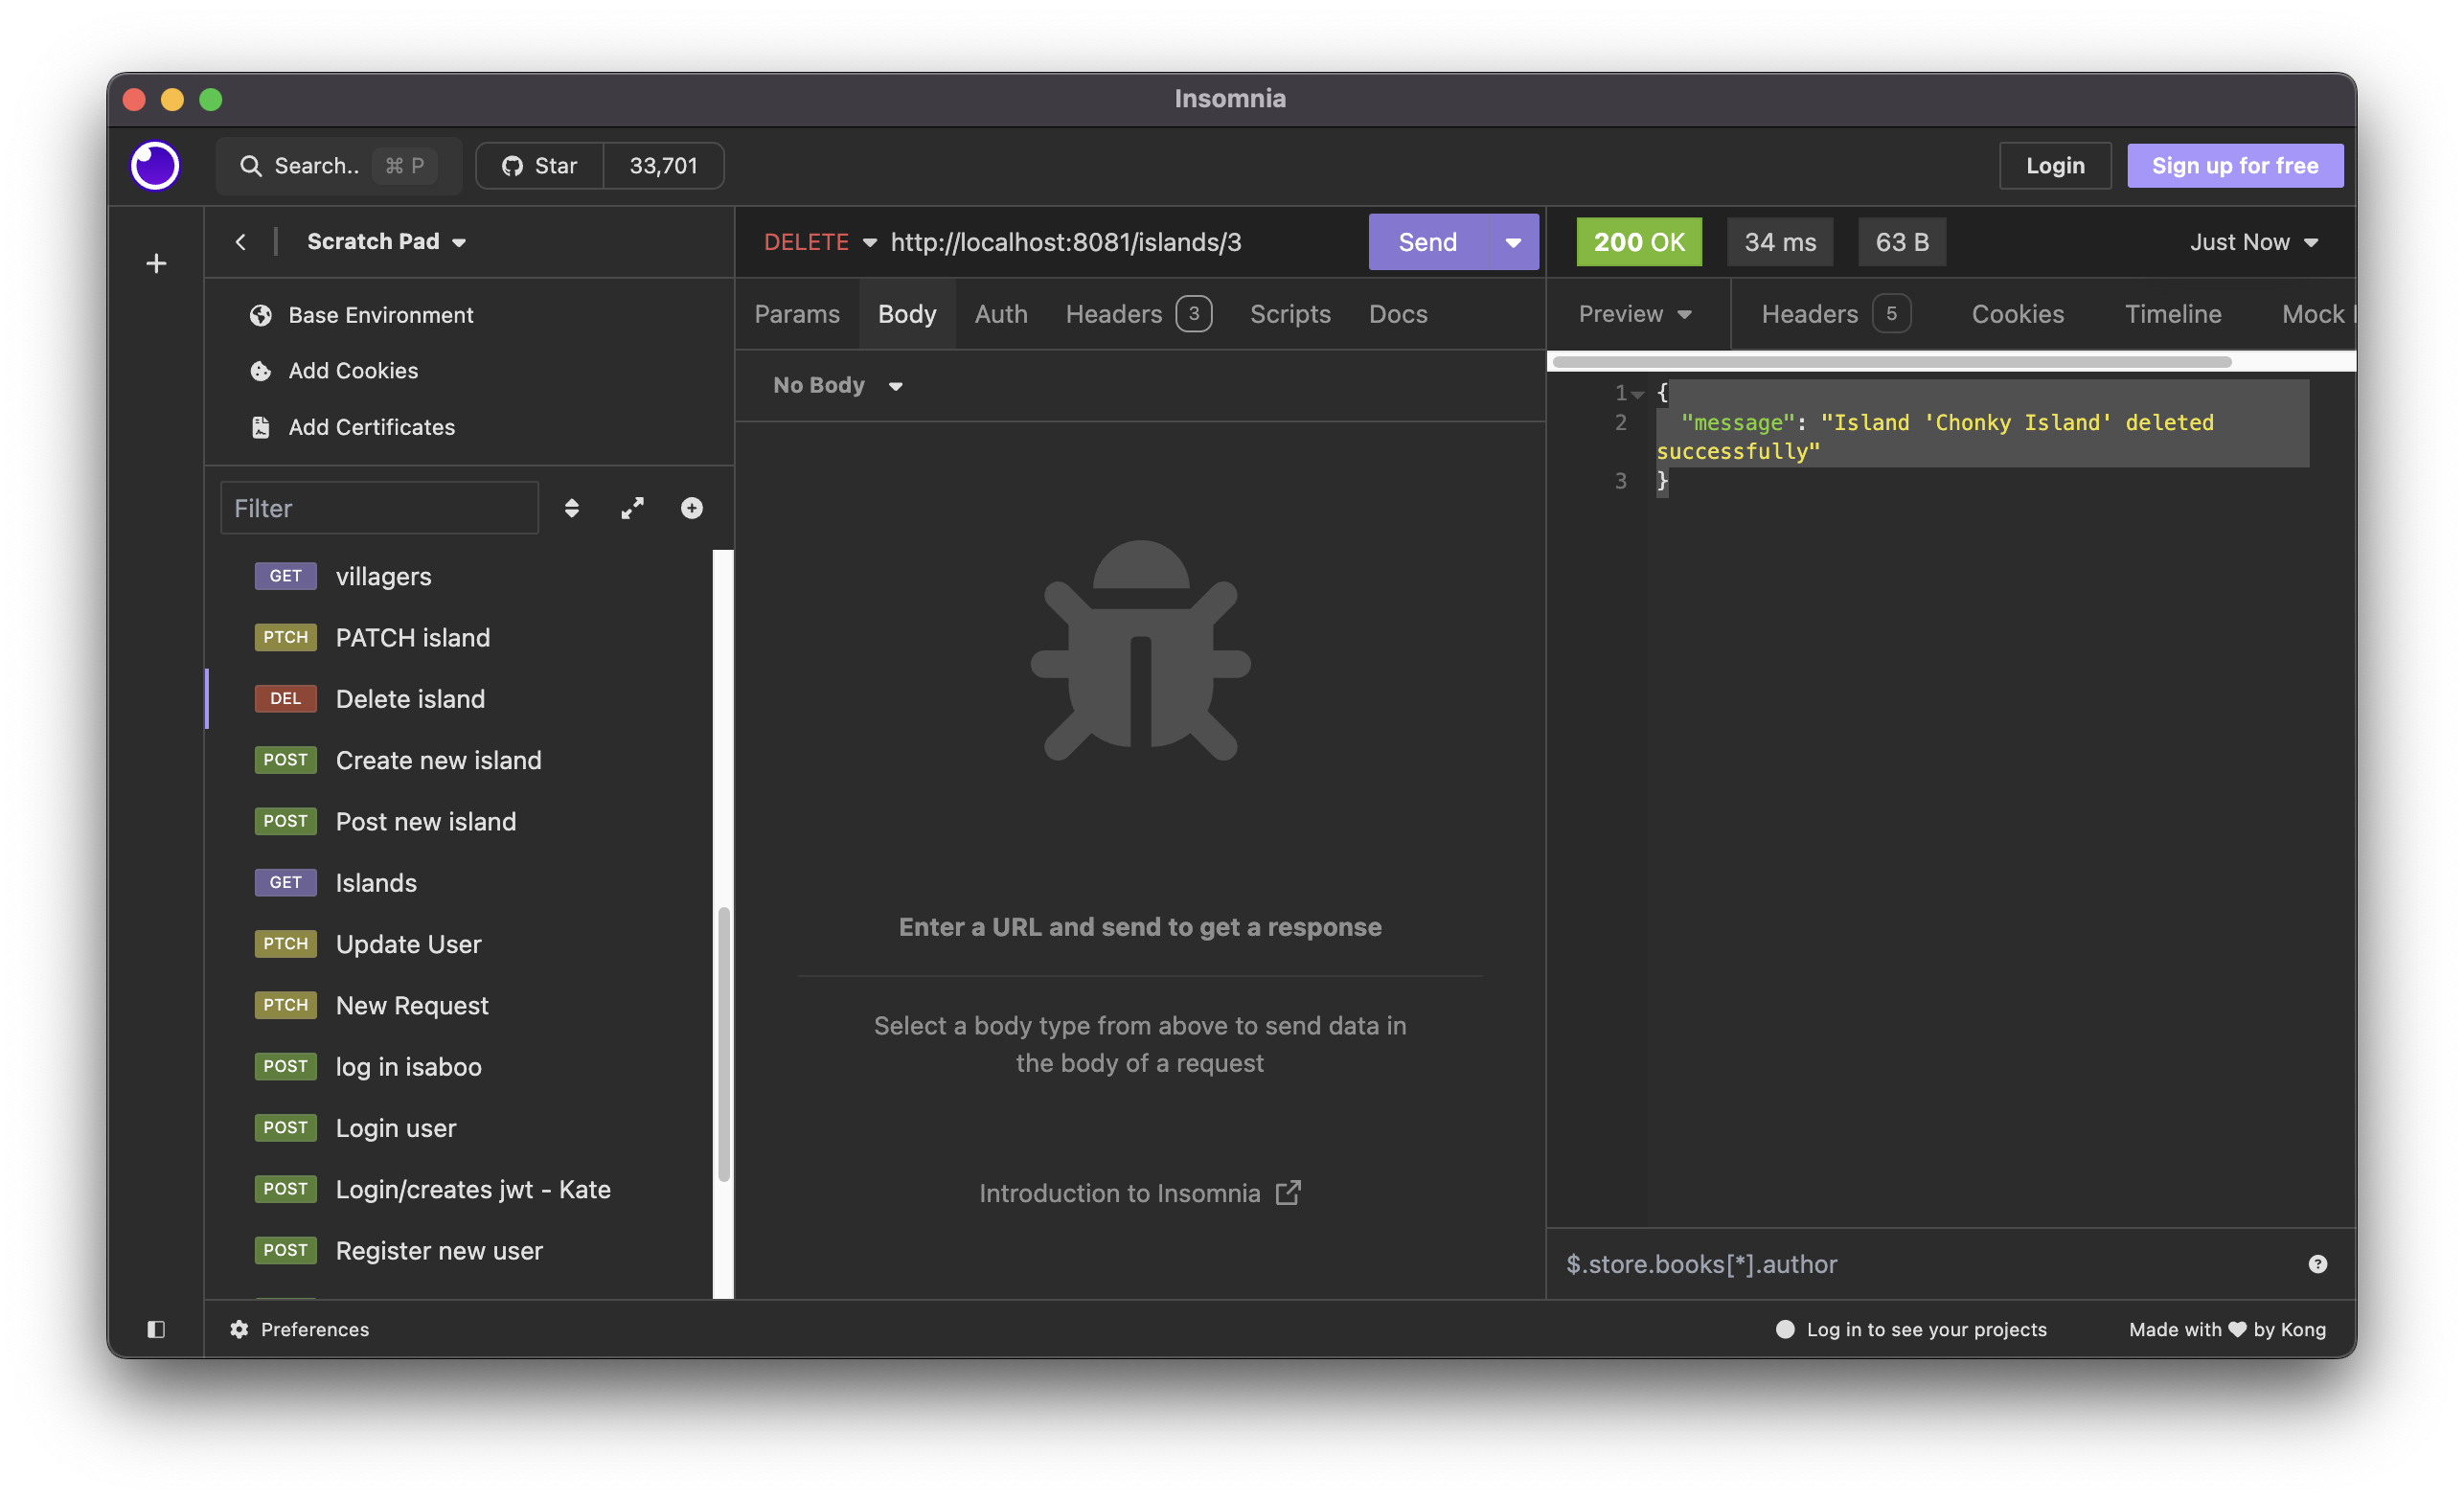 Insomnia
Search.. ⌘ P
Star 33,701
Login
Sign up for free
Scratch Pad
Base Environment
Add Cookies
Add Certificates
Filter
GET villagers
PTCH PATCH island
DEL Delete island
POST Create new island
POST Post new island
GET Islands
PTCH Update User
PTCH New Request
POST log in isaboo
POST Login user
POST Login/creates jwt - Kate
POST Register new user
Preferences
DELETE http://localhost:8081/islands/3 Send
Params Body Auth Headers 3 Scripts Docs
No Body
Enter a URL and send to get a response
Select a body type from above to send data in
the body of a request
Introduction to Insomnia
200 OK 34 ms 63 B Just Now
Preview Headers 5 Cookies Timeline Mock
1 {
2 "message": "Island 'Chonky Island' deleted
successfully"
3 }
$.store.books[*].author
Log in to see your projects
Made with ♥ by Kong